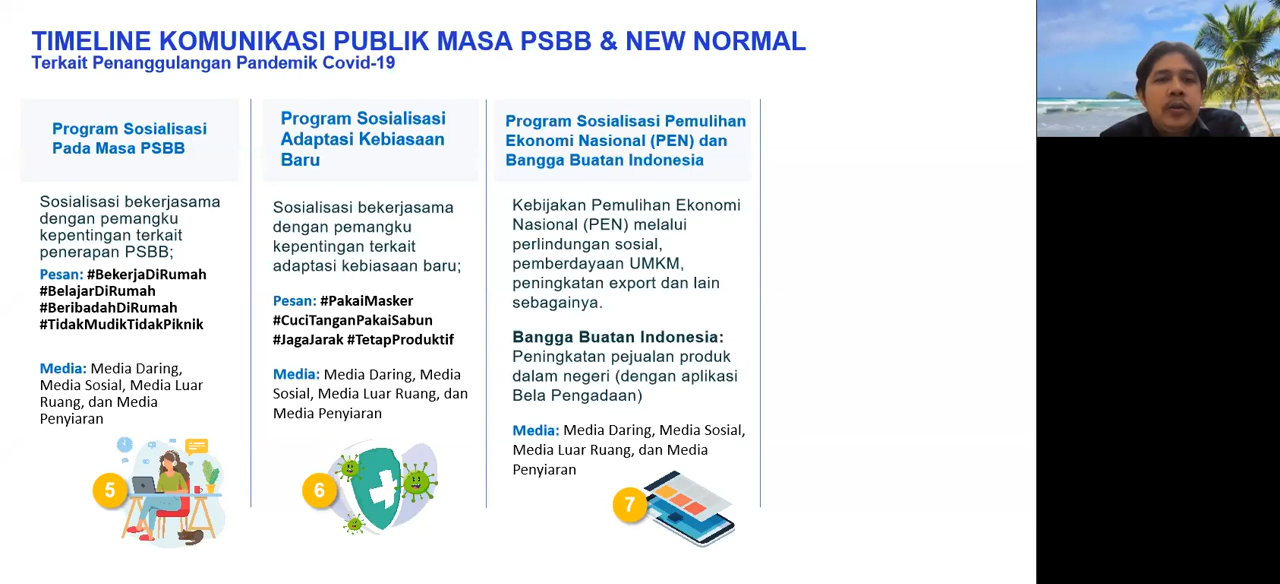 TIMELINE KOMUNIKASI PUBLIK MASA PSBB & NEW NORMAL
Terkait Penanggulangan Pandemik Covid-19
Program Sosialisasi
Pada Masa PSBB
Sosialisasi bekerjasama
dengan pemangku
kepentingan terkait
penerapan PSBB;
Pesan: #BekerjaDiRumah
#BelajarDiRumah
#BeribadahDiRumah
#TidakMudikTidakPiknik
Media: Media Daring,
Media Sosial, Media Luar
Ruang, dan Media
Penyiaran
5
Program Sosialisasi
Adaptasi Kebiasaan
Baru
Sosialisasi bekerjasama
dengan pemangku
kepentingan terkait
adaptasi kebiasaan baru;
Pesan: #PakaiMasker
#CuciTanganPakaiSabun
#JagaJarak #TetapProduktif
Media: Media Daring, Media
Sosial, Media Luar Ruang, dan
Media Penyiaran
6
Program Sosialisasi Pemulihan
Ekonomi Nasional (PEN) dan
Bangga Buatan Indonesia
Kebijakan Pemulihan Ekonomi
Nasional (PEN) melalui
perlindungan sosial,
pemberdayaan UMKM,
peningkatan export dan lain
sebagainya.
Bangga Buatan Indonesia:
Peningkatan pejualan produk
dalam negeri (dengan aplikasi
Bela Pengadaan)
Media: Media Daring, Media Sosial,
Media Luar Ruang, dan Media
Penyiaran
7